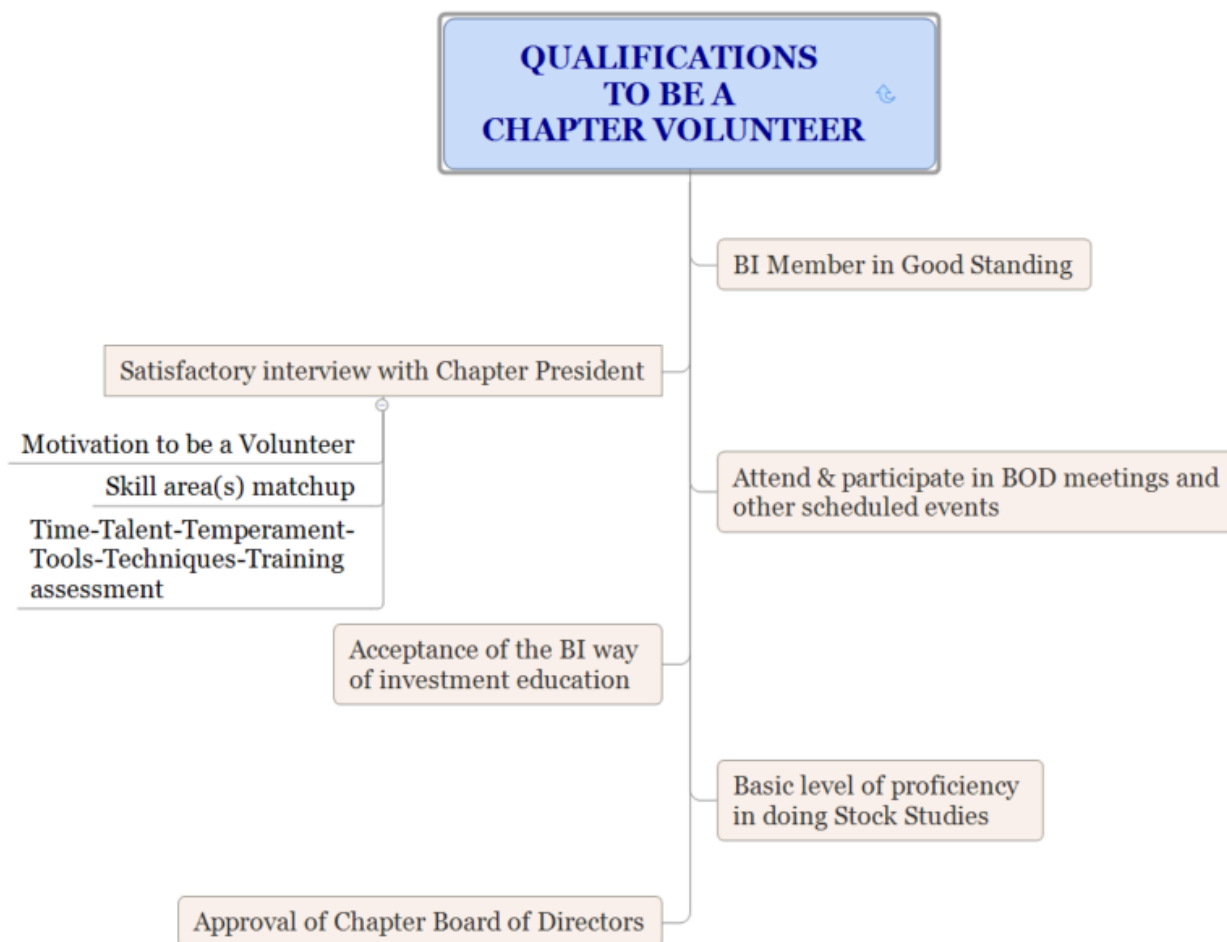 QUALIFICATIONS
TO BE A
CHAPTER VOLUNTEER
BI Member in Good Standing
Satisfactory interview with Chapter President
Motivation to be a Volunteer
Skill area(s) matchup
Time-Talent-Temperament-
Tools-Techniques-Training
assessment
Attend & participate in BOD meetings and
other scheduled events
Acceptance of the BI way
of investment education
Basic level of proficiency
in doing Stock Studies
Approval of Chapter Board of Directors